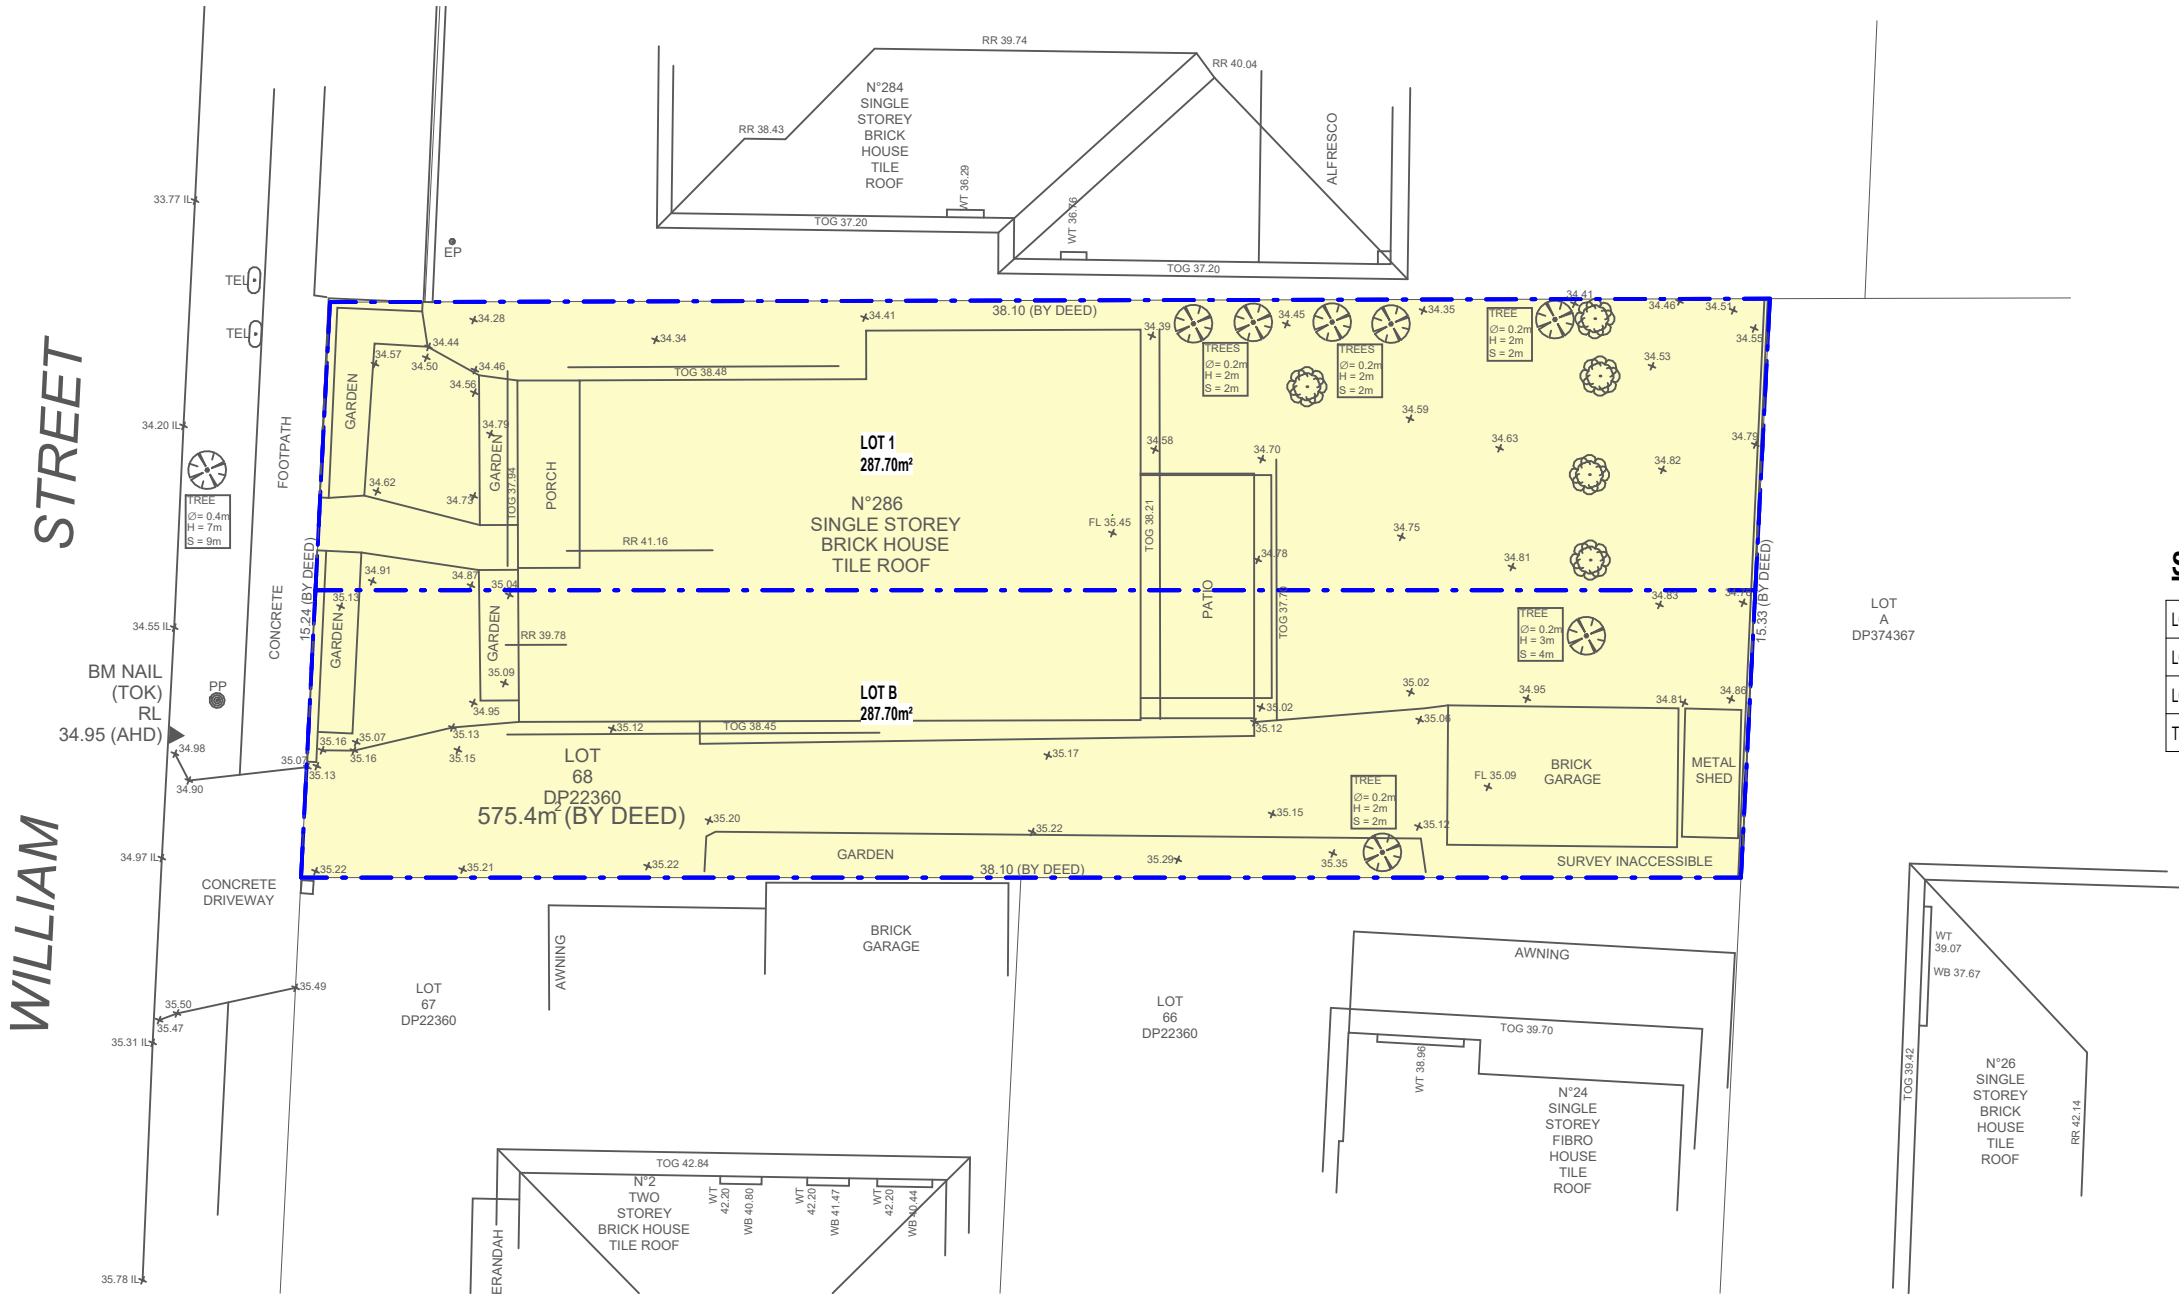 RR 39.74
RR 40.04
N°284
SINGLE
STOREY
BRICK
HOUSE
TILE
ROOF
RR 38.43
ALFRESCO
WT 36.29
WT 36.76
TOG 37.20
TOG 37.20
33.77 IL
EP
TEL
TEL
38.10 (BY DEED)
34.28
34.34
34.41
34.39
34.45
34.35
34.41
34.46
34.51
34.55
34.44
34.50
34.57
34.46
34.56
TOG 38.48
TREES
Ø= 0.2m
H = 2m
S = 2m
TREES
Ø= 0.2m
H = 2m
S = 2m
TREE
Ø= 0.2m
H = 2m
S = 2m
34.53
34.59
34.63
34.79
34.82
34.58
34.70
34.79
34.62
34.73
GARDEN
GARDEN
TOG 37.94
PORCH
LOT 1
287.70m²
N°286
SINGLE STOREY
BRICK HOUSE
TILE ROOF
FL 35.45
TOG 38.21
RR 41.16
34.75
34.78
34.81
34.20 IL
TREE
Ø= 0.4m
H = 7m
S = 9m
FOOTPATH
CONCRETE
STREET
15.24 (BY DEED)
15.33 (BY DEED)
34.91
34.87
35.04
35.13
GARDEN
GARDEN
RR 39.78
PATIO
TOG 37.70
34.83
TREE
Ø= 0.2m
H = 3m
S = 4m
LOT
A
DP374367
34.55 IL
BM NAIL
(TOK)
RL
34.95 (AHD)
PP
35.09
34.95
LOT B
287.70m²
35.02
35.02
34.95
34.81
34.86
35.06
35.12
35.12
TOG 38.45
35.13
35.15
35.07
35.16
35.16
35.07
35.13
34.98
34.90
35.17
LOT
68
DP22360
575.4m2 (BY DEED)
BRICK
GARAGE
FL 35.09
METAL
SHED
TREE
Ø= 0.2m
H = 2m
S = 2m
35.20
35.22
35.15
35.12
34.97 IL
GARDEN
35.22
35.21
35.22
38.10 (BY DEED)
35.29
35.35
SURVEY INACCESSIBLE
WILLIAM
CONCRETE
DRIVEWAY
AWNING
BRICK
GARAGE
AWNING
WT
39.07
WB 37.67
35.49
35.50
35.47
35.31 IL
LOT
67
DP22360
LOT
66
DP22360
TOG 39.70
WT 38.96
N°24
SINGLE
STOREY
FIBRO
HOUSE
TILE
ROOF
TOG 39.42
N°26
SINGLE
STOREY
BRICK
HOUSE
TILE
ROOF
RR 42.14
TOG 42.84
N°2
TWO
STOREY
BRICK HOUSE
TILE ROOF
WT
42.20
WB 40.80
WT
42.20
WB 41.47
WT
42.20
WB 40.44
ERANDAH
35.78 IL